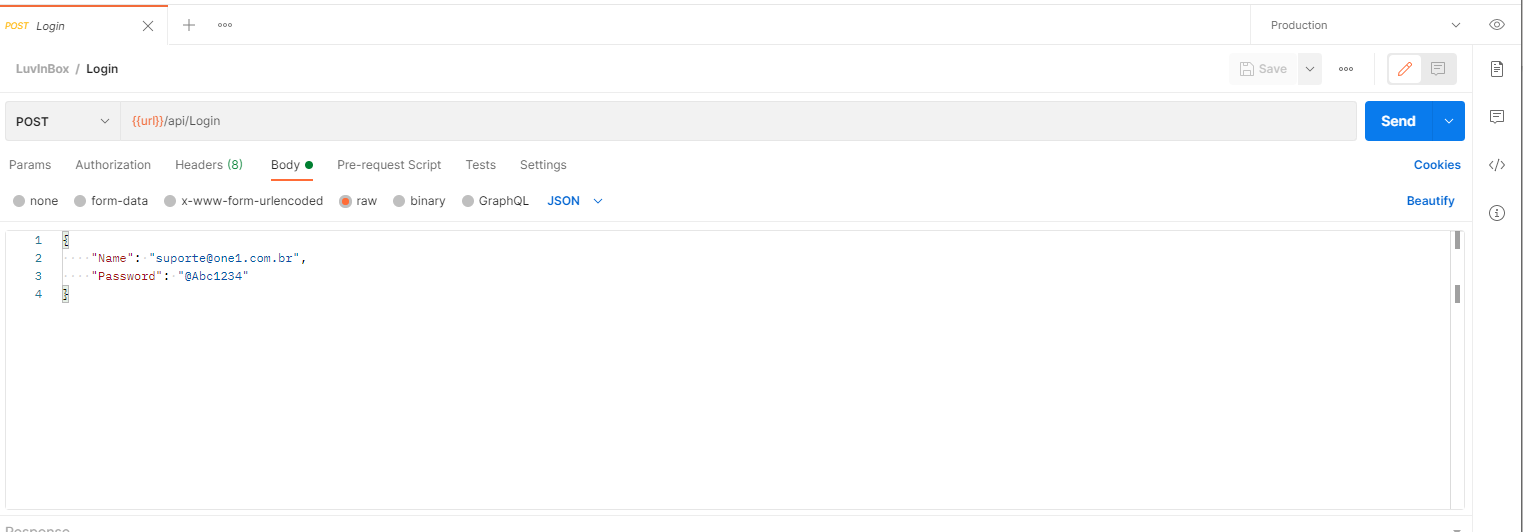 POST Login
Production
LuvInBox / Login
Save
POST {{url}}/api/Login
Send
Params Authorization Headers (8) Body Pre-request Script Tests Settings Cookies
none form-data x-www-form-urlencoded raw binary GraphQL JSON Beautify
1 {
2 "Name": "suporte@one1.com.br",
3 "Password": "@Abc1234"
4 }
Response